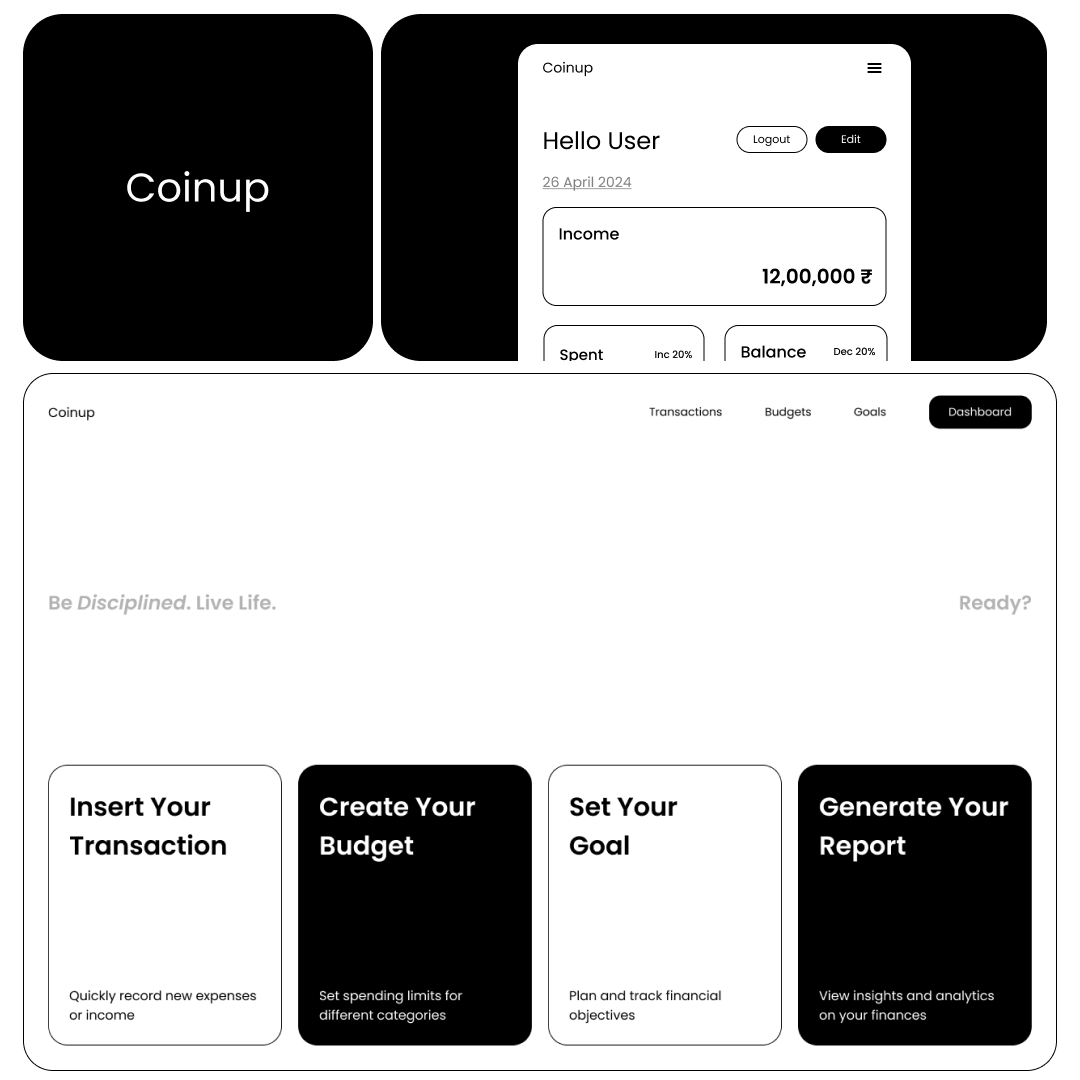 Coinup
Coinup
Hello User
Logout
Edit
26 April 2024
Income
12,00,000 ₹
Spent
Inc 20%
Balance
Dec 20%
Coinup
Transactions
Budgets
Goals
Dashboard
Be Disciplined. Live Life.
Ready?
Insert Your
Transaction
Quickly record new expenses
or income
Create Your
Budget
Set spending limits for
different categories
Set Your
Goal
Plan and track financial
objectives
Generate Your
Report
View insights and analytics
on your finances